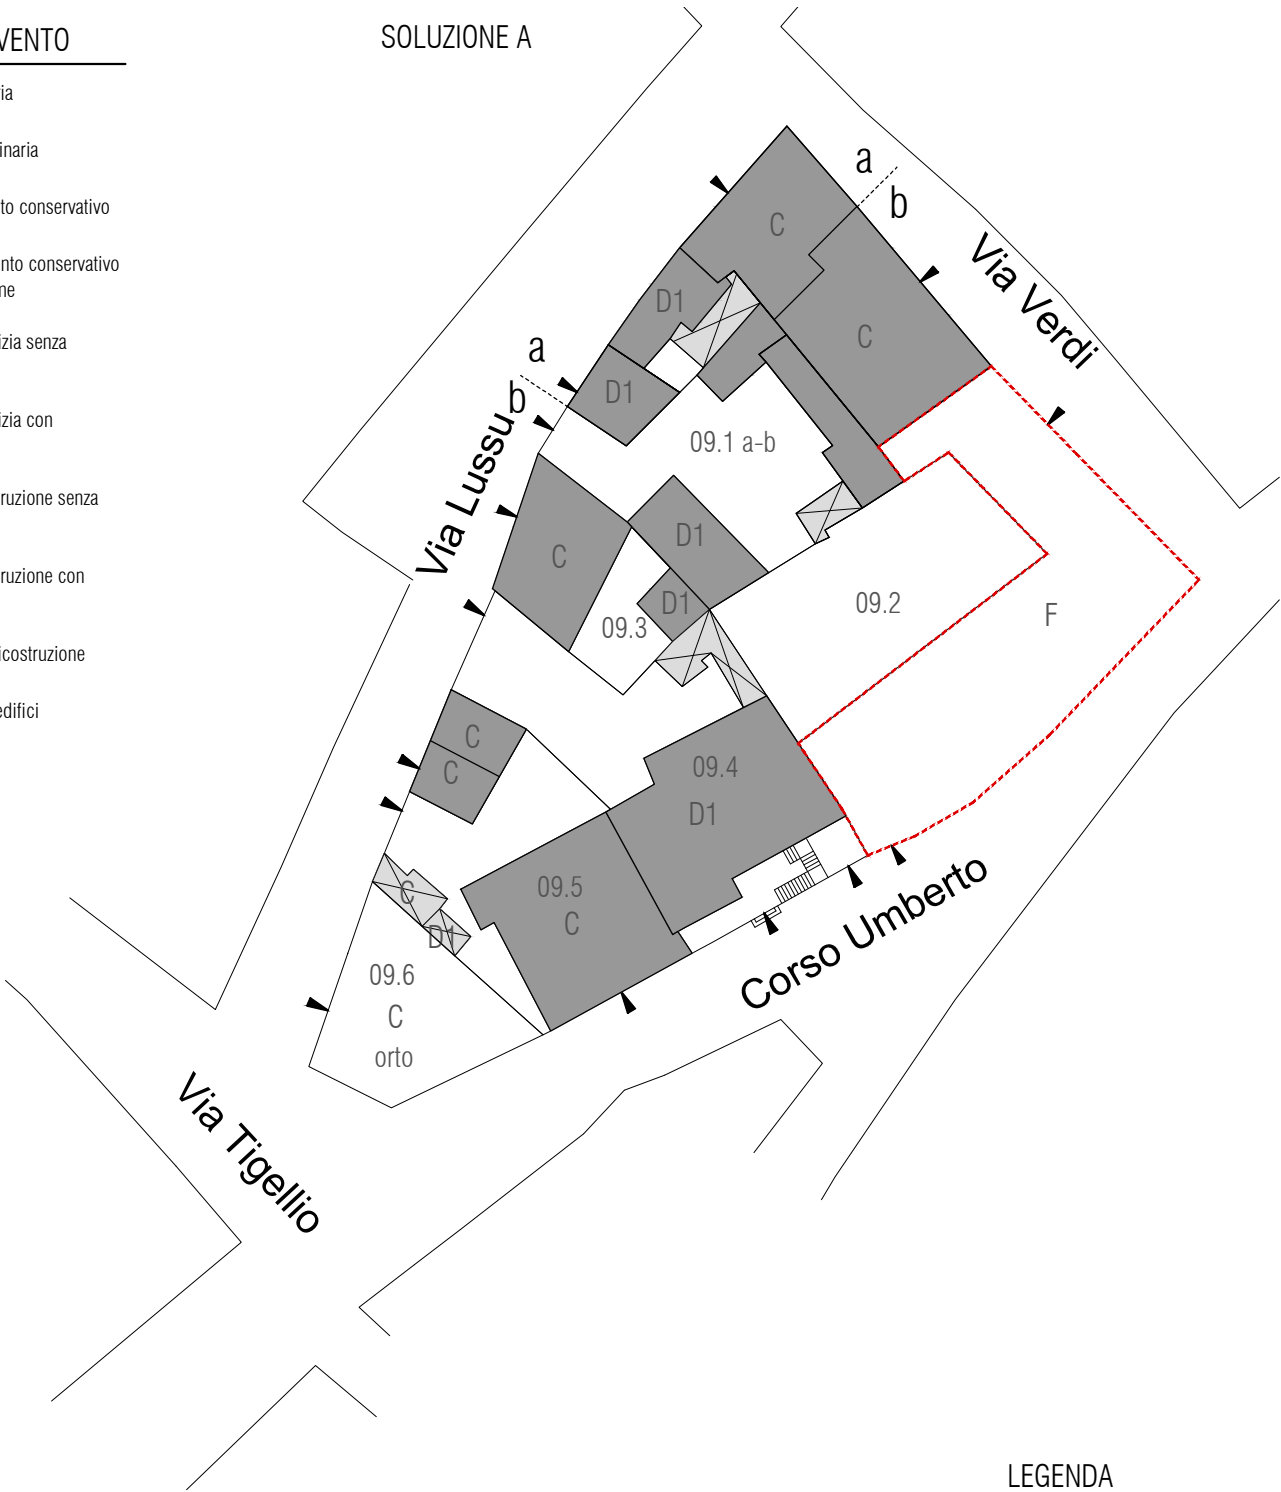 VENTO
ria
inaria
to conservativo
nto conservativo
ne
izia senza
izia con
ruzione senza
ruzione con
icostruzione
edifici
SOLUZIONE A
a
b
C
Via Verdi
D1
C
a
b
D1
09.1 a-b
Via Lussu
D1
C
D1
09.3
09.2
F
C
C
09.4
D1
09.5
C
C
D1
Corso Umberto
09.6
C
orto
Via Tigellio
LEGENDA